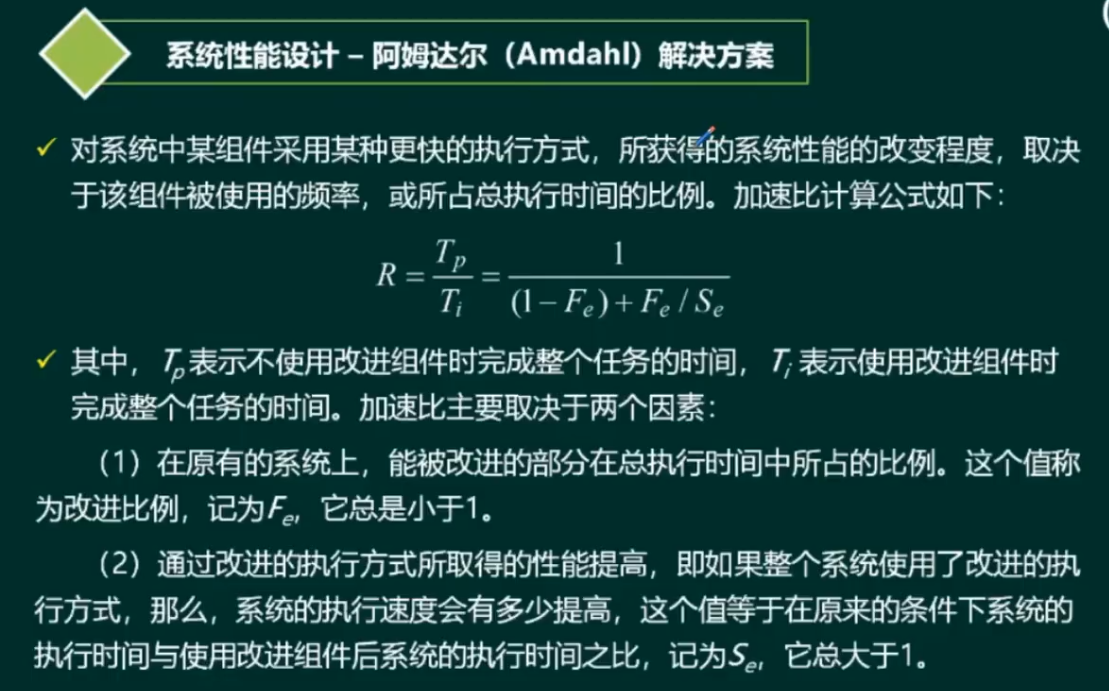 系统性能设计 – 阿姆达尔（Amdahl）解决方案
✓ 对系统中某组件采用某种更快的执行方式，所获得的系统性能的改变程度，取决
于该组件被使用的频率，或所占总执行时间的比例。加速比计算公式如下：
R = T_p / T_i = 1 / ((1 − F_e) + F_e / S_e)
✓ 其中，T_p表示不使用改进组件时完成整个任务的时间，T_i 表示使用改进组件时
完成整个任务的时间。加速比主要取决于两个因素：
（1）在原有的系统上，能被改进的部分在总执行时间中所占的比例。这个值称
为改进比例，记为F_e，它总是小于1。
（2）通过改进的执行方式所取得的性能提高，即如果整个系统使用了改进的执
行方式，那么，系统的执行速度会有多少提高，这个值等于在原来的条件下系统的
执行时间与使用改进组件后系统的执行时间之比，记为S_e，它总大于1。